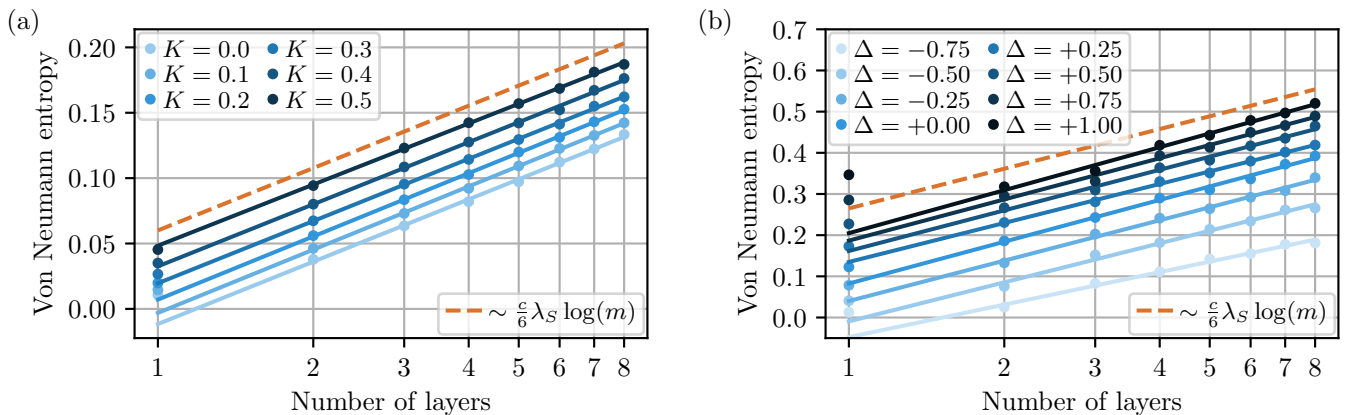 (a)
Von Neumann entropy
0.20
0.15
0.10
0.05
0.00
K = 0.0
K = 0.1
K = 0.2
K = 0.3
K = 0.4
K = 0.5
~ c/6 λ_S log(m)
1 2 3 4 5 6 7 8
Number of layers
(b)
Von Neumann entropy
0.7
0.6
0.5
0.4
0.3
0.2
0.1
0.0
Δ = −0.75
Δ = −0.50
Δ = −0.25
Δ = +0.00
Δ = +0.25
Δ = +0.50
Δ = +0.75
Δ = +1.00
~ c/6 λ_S log(m)
1 2 3 4 5 6 7 8
Number of layers